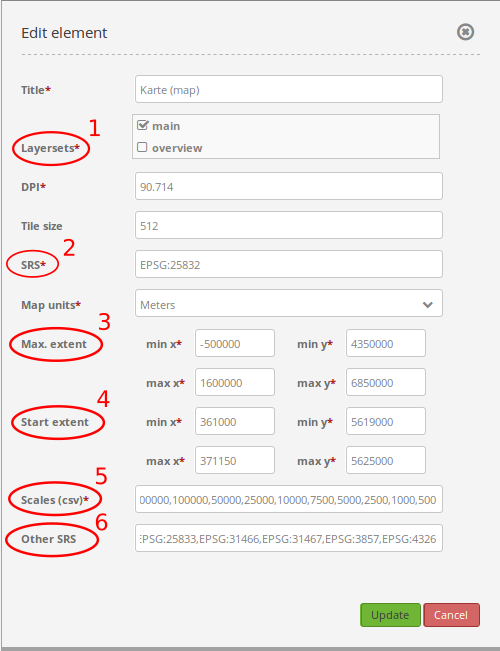 Edit element
Title* Karte (map)
1
Layersets* main
overview
DPI* 90.714
Tile size 512
2
SRS* EPSG:25832
Map units* Meters
3
Max. extent min x* -500000 min y* 4350000
max x* 1600000 max y* 6850000
4
Start extent min x* 361000 min y* 5619000
max x* 371150 max y* 5625000
5
Scales (csv)* 00000,100000,50000,25000,10000,7500,5000,2500,1000,500
6
Other SRS :EPSG:25833,EPSG:31466,EPSG:31467,EPSG:3857,EPSG:4326
Update Cancel